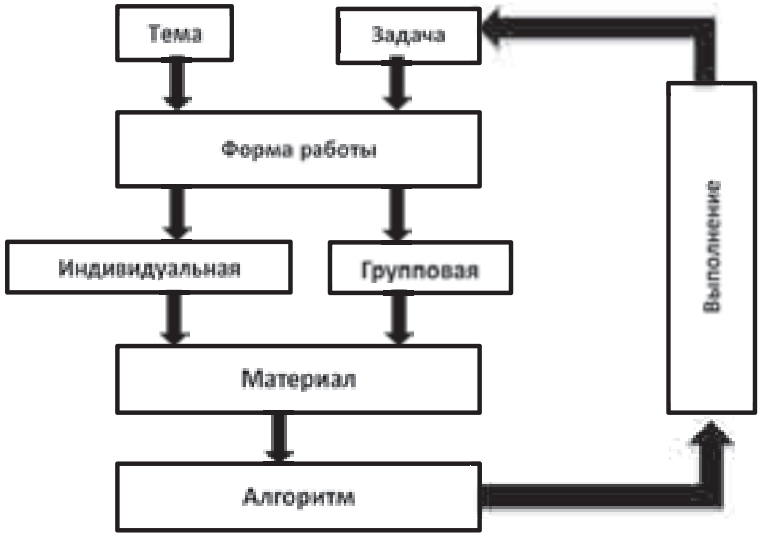 Тема
Задача
Форма работы
Индивидуальная
Групповая
Материал
Алгоритм
Выполнение